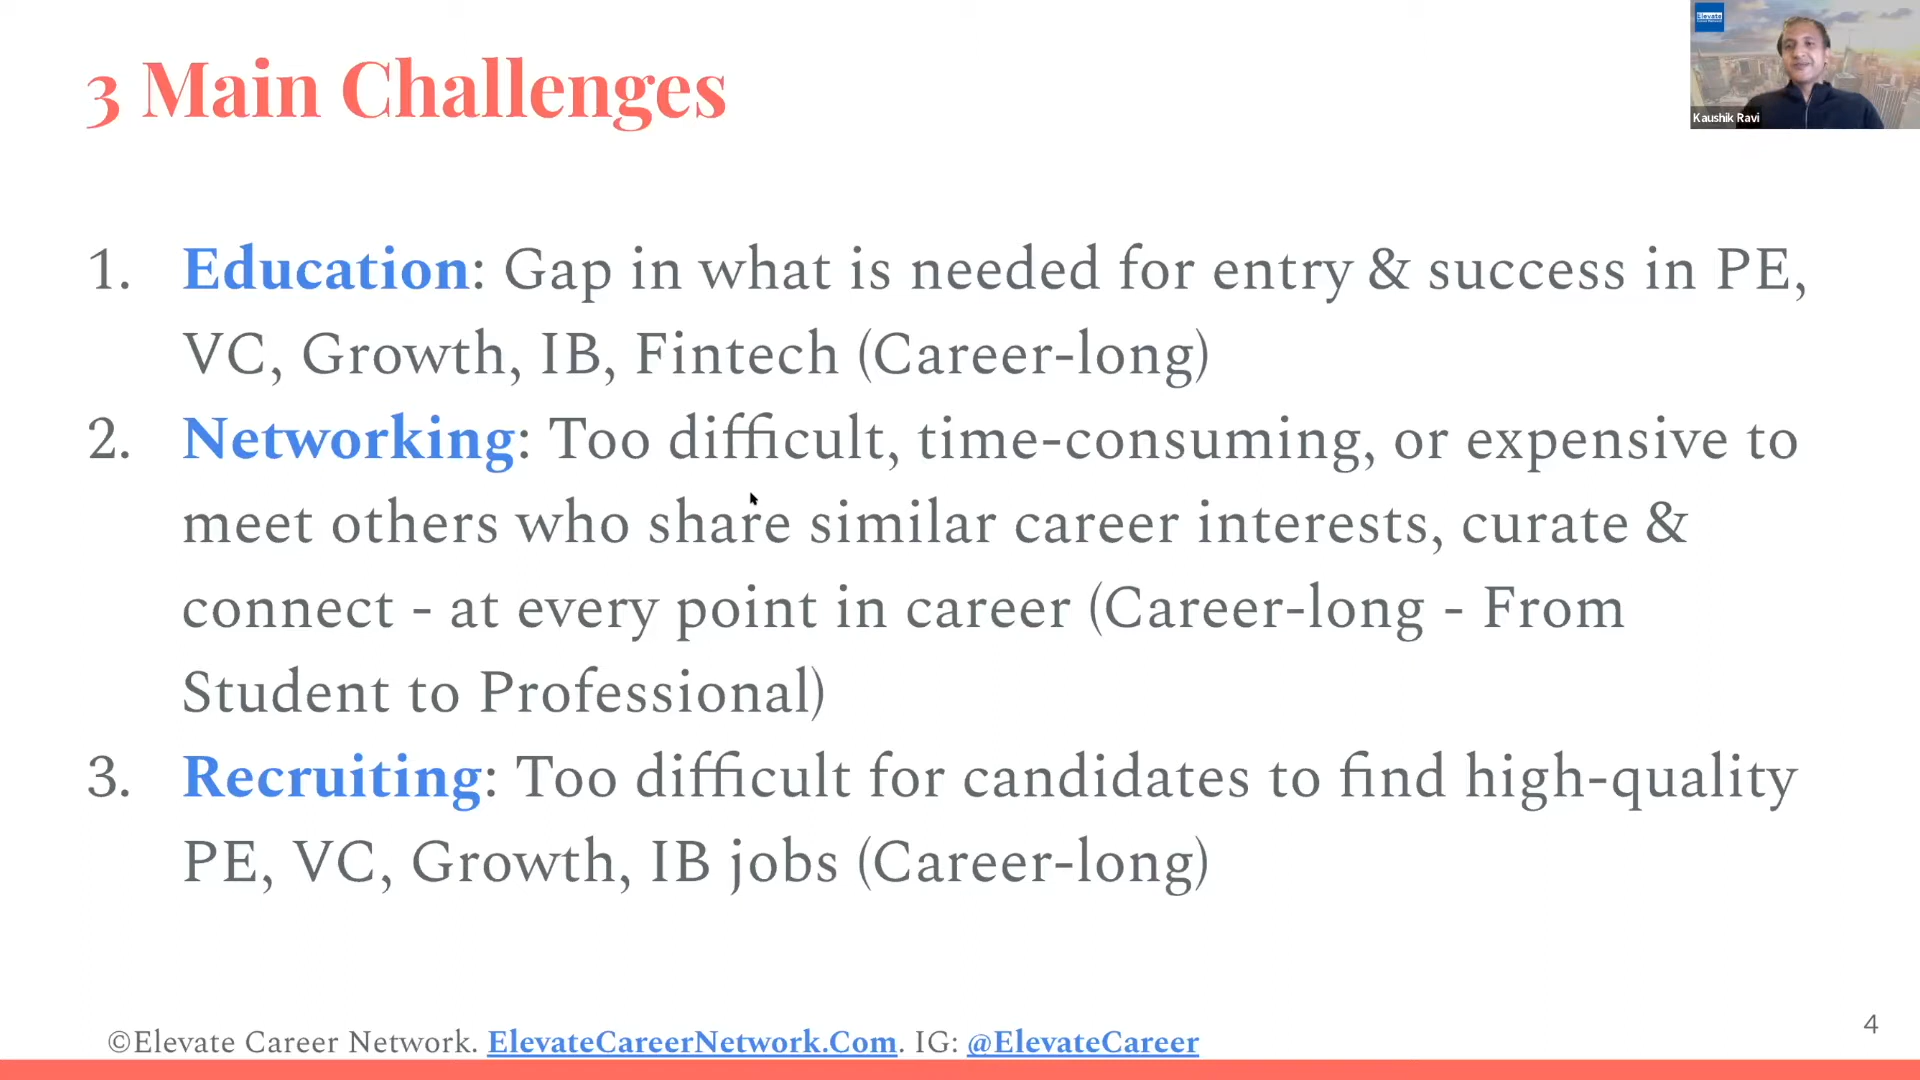 3 Main Challenges
Elevate
Kaushik Ravi
1. Education: Gap in what is needed for entry & success in PE,
VC, Growth, IB, Fintech (Career-long)
2. Networking: Too difficult, time-consuming, or expensive to
meet others who share similar career interests, curate &
connect - at every point in career (Career-long - From
Student to Professional)
3. Recruiting: Too difficult for candidates to find high-quality
PE, VC, Growth, IB jobs (Career-long)
4
©Elevate Career Network. ElevateCareerNetwork.Com. IG: @ElevateCareer